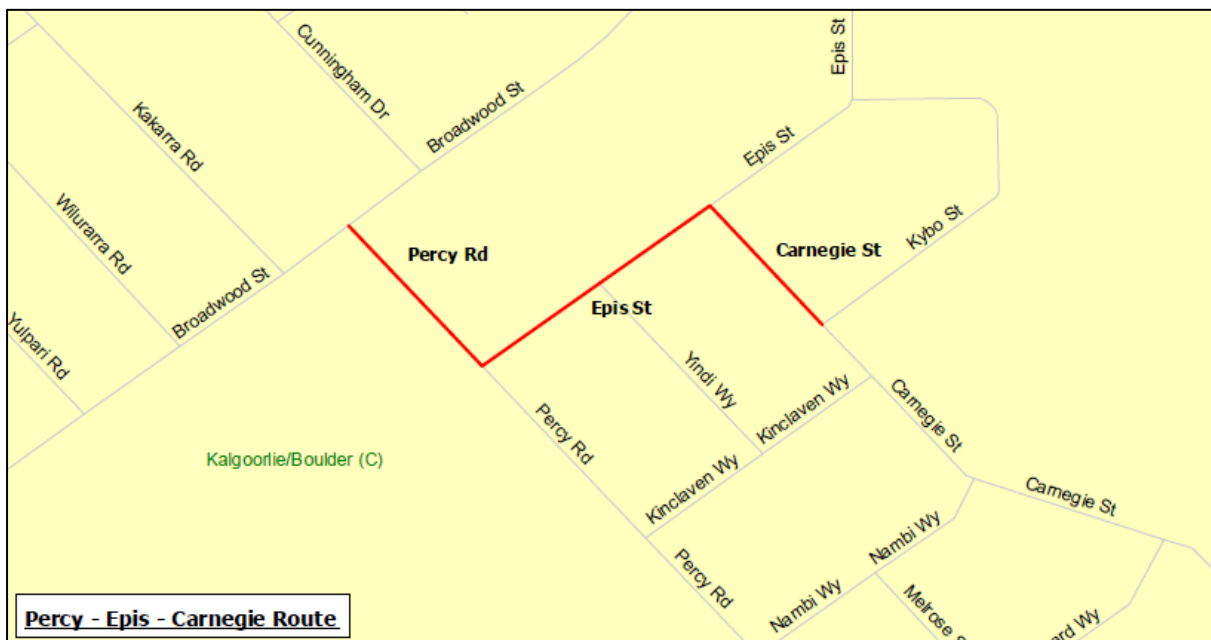 Epis St
Cunningham Dr
Broadwood St
Kakarra Rd
Epis St
Wilurarra Rd
Kybo St
Percy Rd
Carnegie St
Broadwood St
Epis St
Yulpari Rd
Yindi Wy
Kinclaven Wy
Carnegie St
Percy Rd
Kalgoorlie/Boulder (C)
Kinclaven Wy
Carnegie St
Nambi Wy
Percy Rd
Nambi Wy
Melrose
Percy - Epis - Carnegie Route